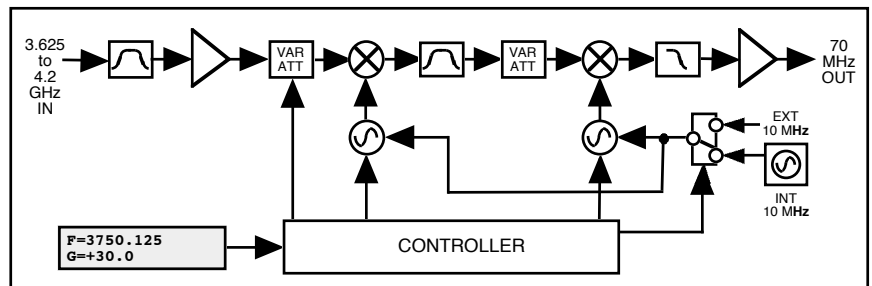 3.625
to
4.2
GHz
IN
VAR
ATT
VAR
ATT
70
MHz
OUT
EXT
10 MHz
INT
10 MHz
F=3750.125
G=+30.0
CONTROLLER